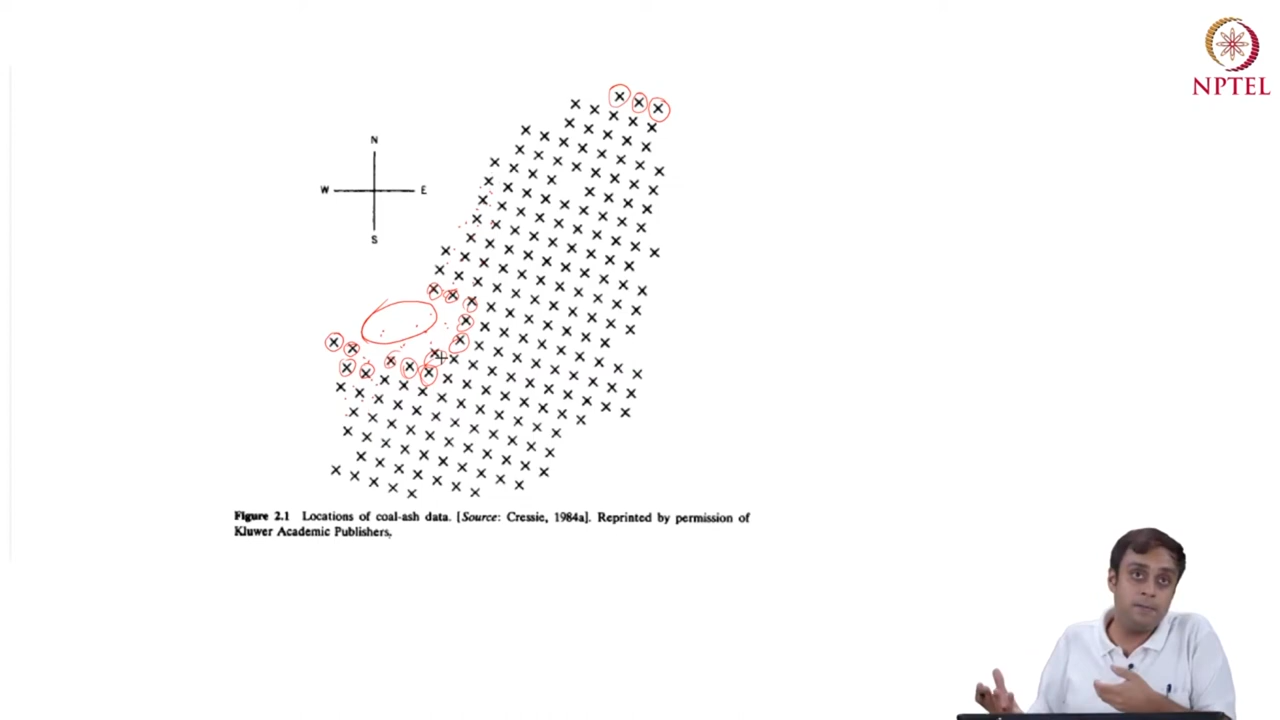 NPTEL
N
W E
S
Figure 2.1 Locations of coal-ash data. [Source: Cressie, 1984a]. Reprinted by permission of
Kluwer Academic Publishers.